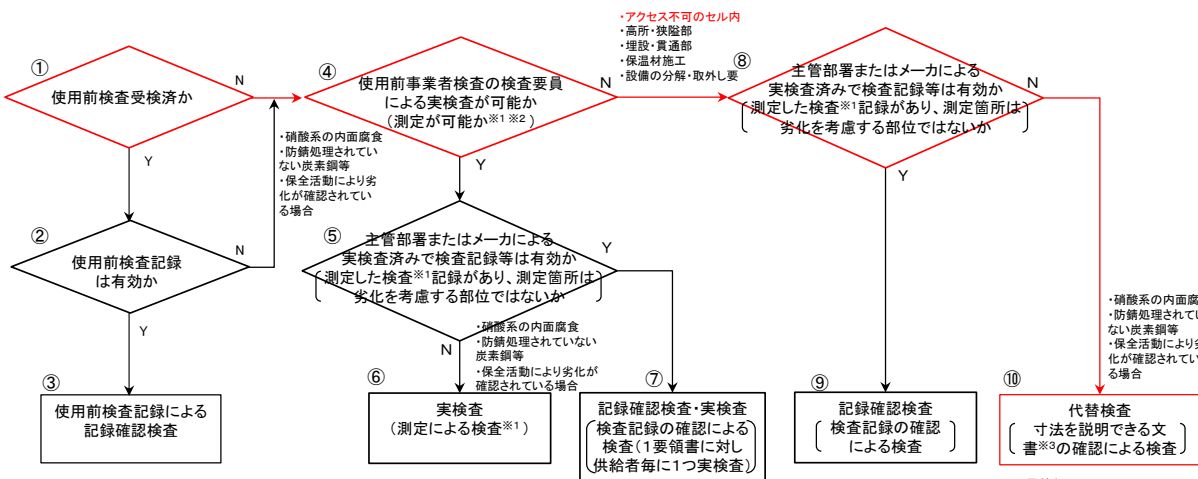 ①
使用前検査受検済か
N
Y
②
使用前検査記録
は有効か
N
Y
・硝酸系の内面腐食
・防錆処理されてい
ない炭素鋼等
・保全活動により劣
化が確認されてい
る場合
③
使用前検査記録による
記録確認検査
④
使用前事業者検査の検査要員
による実検査が可能か
(測定が可能か※1 ※2)
N
Y
・アクセス不可のセル内
・高所・狭隘部
・埋設・貫通部
・保温材施工
・設備の分解・取外し要
⑤
主管部署またはメーカによる
実検査済みで検査記録等は有効か
測定した検査※1記録があり、測定箇所は
劣化を考慮する部位ではないか
Y
N
・硝酸系の内面腐食
・防錆処理されていない
炭素鋼等
・保全活動により劣化が
確認されている場合
⑥
実検査
(測定による検査※1)
⑦
記録確認検査・実検査
検査記録の確認による
検査(1要領書に対し
供給者毎に1つ実検査)
⑧
主管部署またはメーカによる
実検査済みで検査記録等は有効か
測定した検査※1記録があり、測定箇所は
劣化を考慮する部位ではないか
N
Y
⑨
記録確認検査
検査記録の確認
による検査
・硝酸系の内面腐
・防錆処理されてい
ない炭素鋼等
・保全活動により劣
化が確認されてい
る場合
⑩
代替検査
寸法を説明できる文
書※3の確認による検査